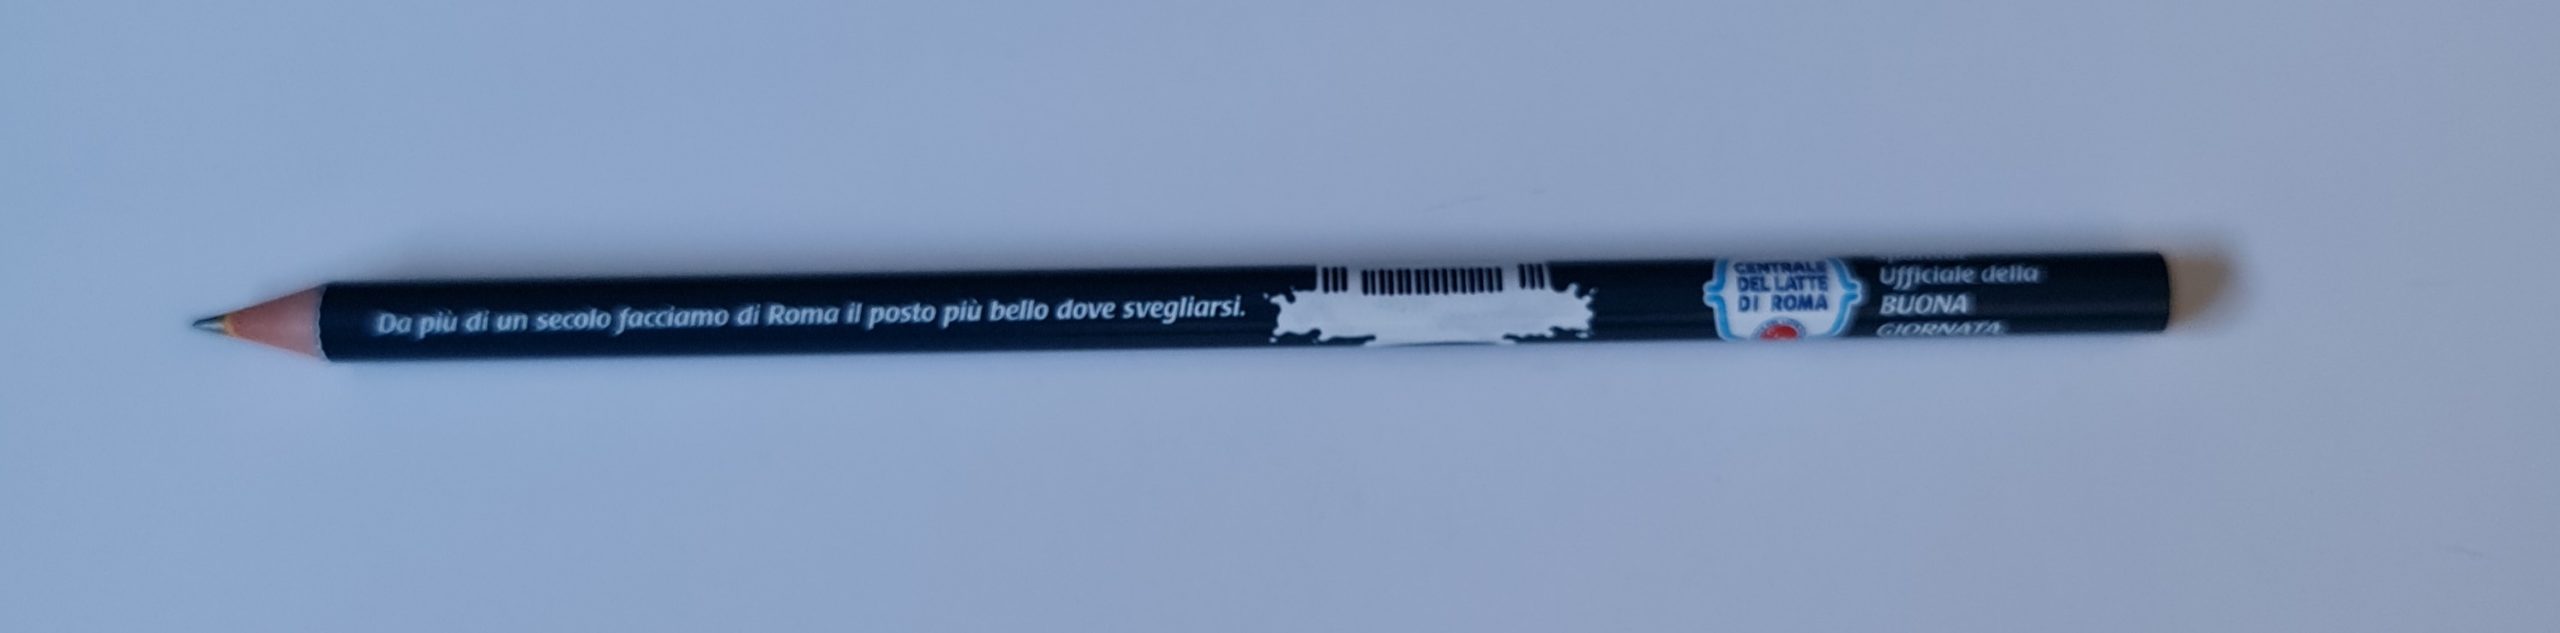 Da più di un secolo facciamo di Roma il posto più bello dove svegliarsi.
CENTRALE
DEL LATTE
DI ROMA
Ufficiale della
BUONA
GIORNATA